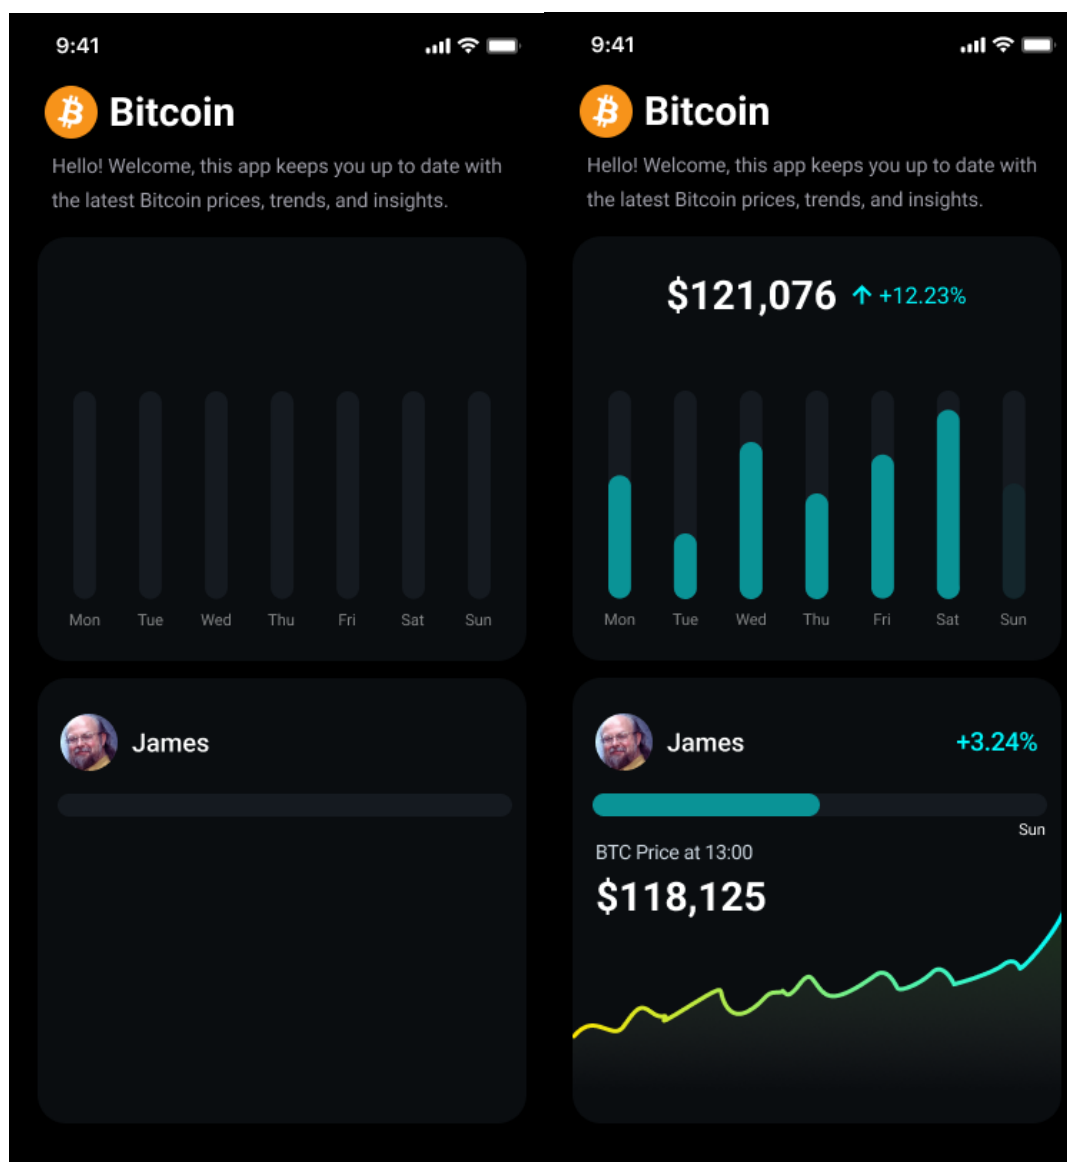 9:41
Bitcoin
Hello! Welcome, this app keeps you up to date with
the latest Bitcoin prices, trends, and insights.
Mon Tue Wed Thu Fri Sat Sun
James
9:41
Bitcoin
Hello! Welcome, this app keeps you up to date with
the latest Bitcoin prices, trends, and insights.
$121,076 +12.23%
Mon Tue Wed Thu Fri Sat Sun
James +3.24%
Sun
BTC Price at 13:00
$118,125